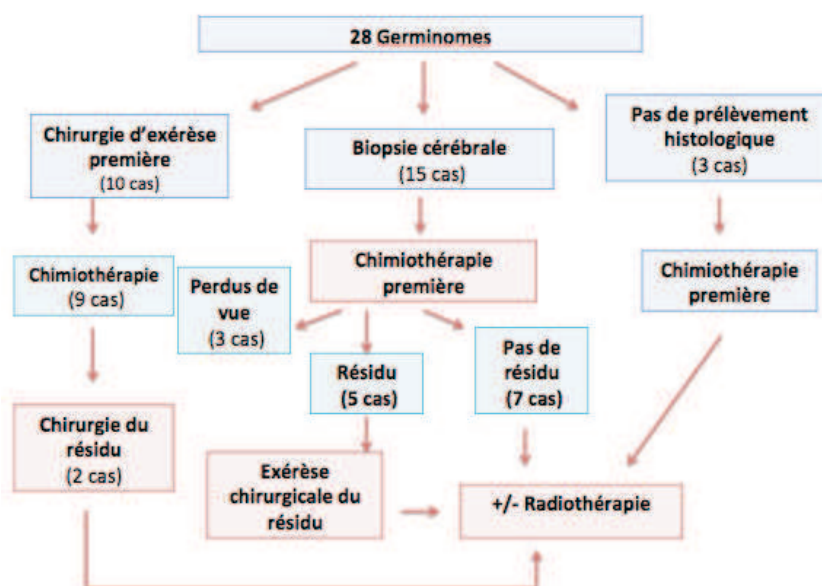 28 Germinomes
Chirurgie d'exérèse
première
(10 cas)
Biopsie cérébrale
(15 cas)
Pas de prélèvement
histologique
(3 cas)
Chimiothérapie
(9 cas)
Perdus de
vue
(3 cas)
Chimiothérapie
première
Chimiothérapie
première
Résidu
(5 cas)
Pas de
résidu
(7 cas)
Chirurgie du
résidu
(2 cas)
Exérèse
chirurgicale du
résidu
+/- Radiothérapie